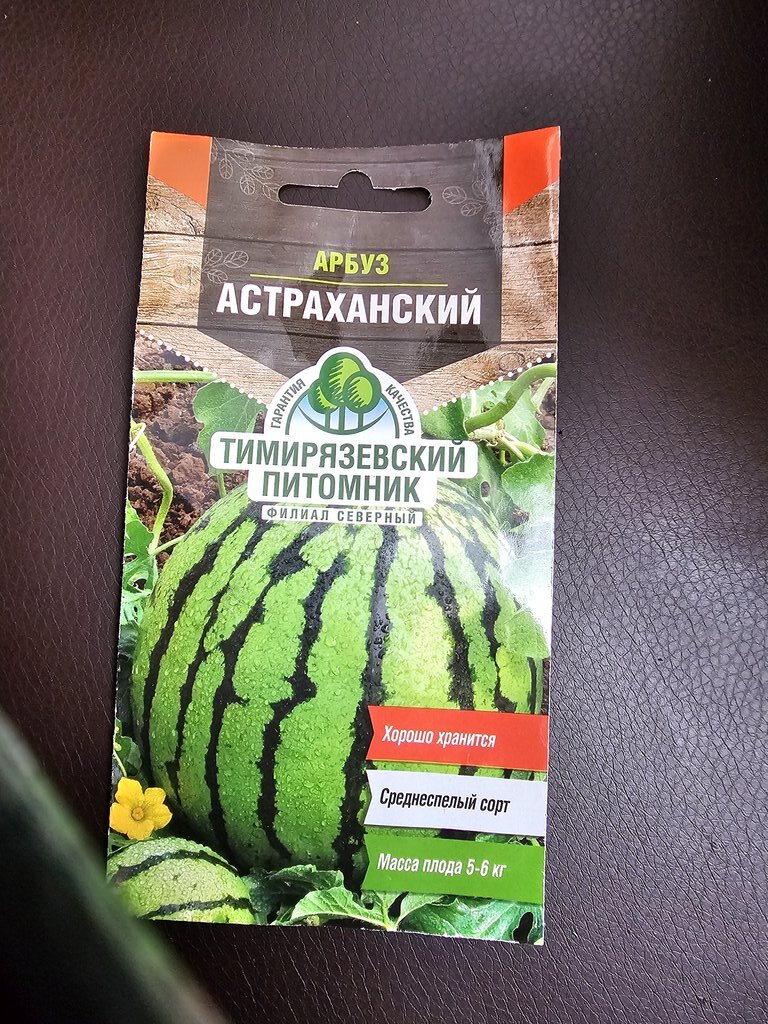 АРБУЗ
АСТРАХАНСКИЙ
ГАРАНТИЯ КАЧЕСТВА
ТИМИРЯЗЕВСКИЙ
ПИТОМНИК
ФИЛИАЛ СЕВЕРНЫЙ
Хорошо хранится
Среднеспелый сорт
Масса плода 5-6 кг